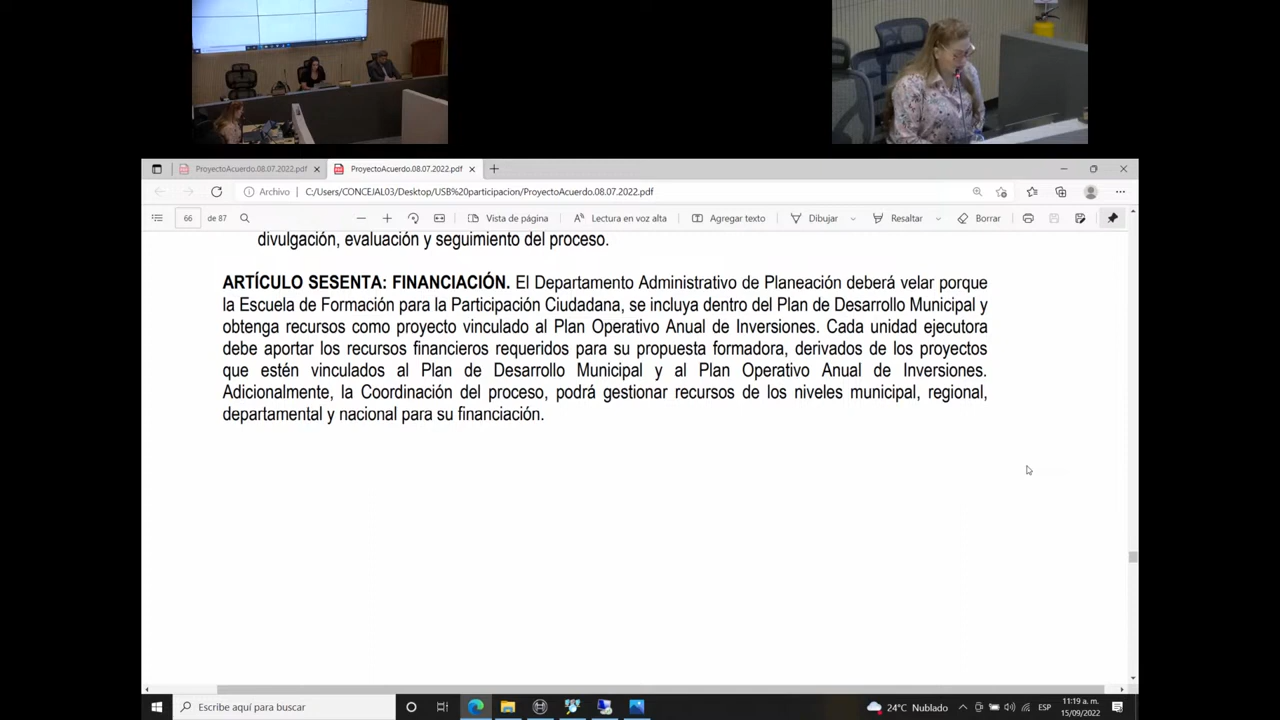 ProyectoAcuerdo.08.07.2022.pdf
ProyectoAcuerdo.08.07.2022.pdf
Archivo C:/Users/CONCEJAL03/Desktop/USB%20participacion/ProyectoAcuerdo.08.07.2022.pdf
66 de 87 Vista de página Lectura en voz alta Agregar texto Dibujar Resaltar Borrar
divulgación, evaluación y seguimiento del proceso.
ARTÍCULO SESENTA: FINANCIACIÓN. El Departamento Administrativo de Planeación deberá velar porque
la Escuela de Formación para la Participación Ciudadana, se incluya dentro del Plan de Desarrollo Municipal y
obtenga recursos como proyecto vinculado al Plan Operativo Anual de Inversiones. Cada unidad ejecutora
debe aportar los recursos financieros requeridos para su propuesta formadora, derivados de los proyectos
que estén vinculados al Plan de Desarrollo Municipal y al Plan Operativo Anual de Inversiones.
Adicionalmente, la Coordinación del proceso, podrá gestionar recursos de los niveles municipal, regional,
departamental y nacional para su financiación.
Escribe aquí para buscar
24°C Nublado
ESP
11:19 a. m.
15/09/2022